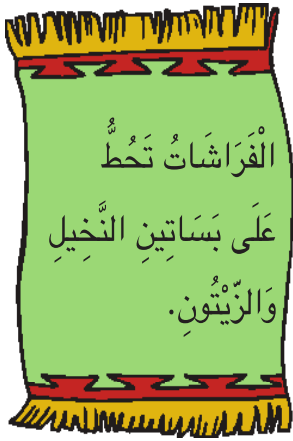 الْفَرَاشَاتُ تَحُطُّ
عَلَى بَسَاتِينِ النَّخِيلِ
وَالزّيْتُونِ.